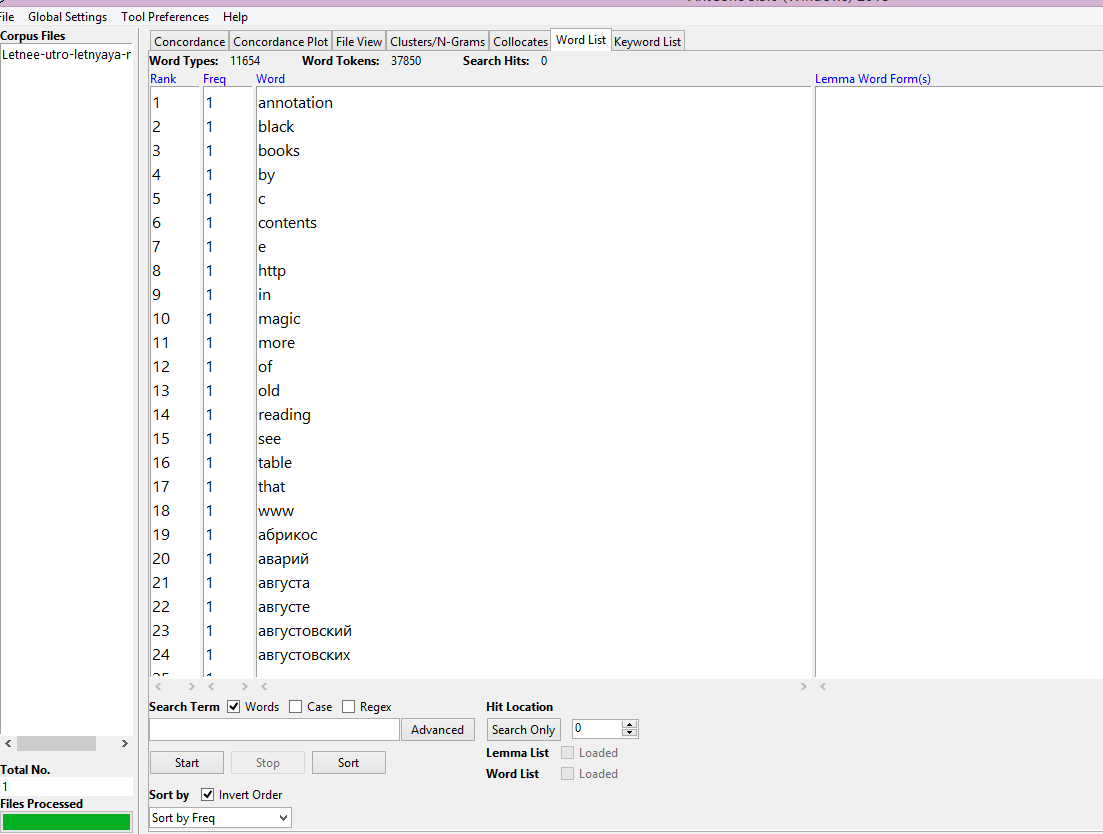 File Global Settings Tool Preferences Help
Corpus Files
Letnee-utro-letnyaya-
Concordance Concordance Plot File View Clusters/N-Grams Collocates Word List Keyword List
Word Types: 11654 Word Tokens: 37850 Search Hits: 0
Rank Freq Word Lemma Word Form(s)
1 1 annotation
2 1 black
3 1 books
4 1 by
5 1 c
6 1 contents
7 1 e
8 1 http
9 1 in
10 1 magic
11 1 more
12 1 of
13 1 old
14 1 reading
15 1 see
16 1 table
17 1 that
18 1 www
19 1 абрикос
20 1 аварий
21 1 августа
22 1 августе
23 1 августовский
24 1 августовских
Search Term Words Case Regex Hit Location
Advanced Search Only 0
Start Stop Sort Lemma List Loaded
Word List Loaded
Sort by Invert Order
Sort by Freq
Total No.
1
Files Processed